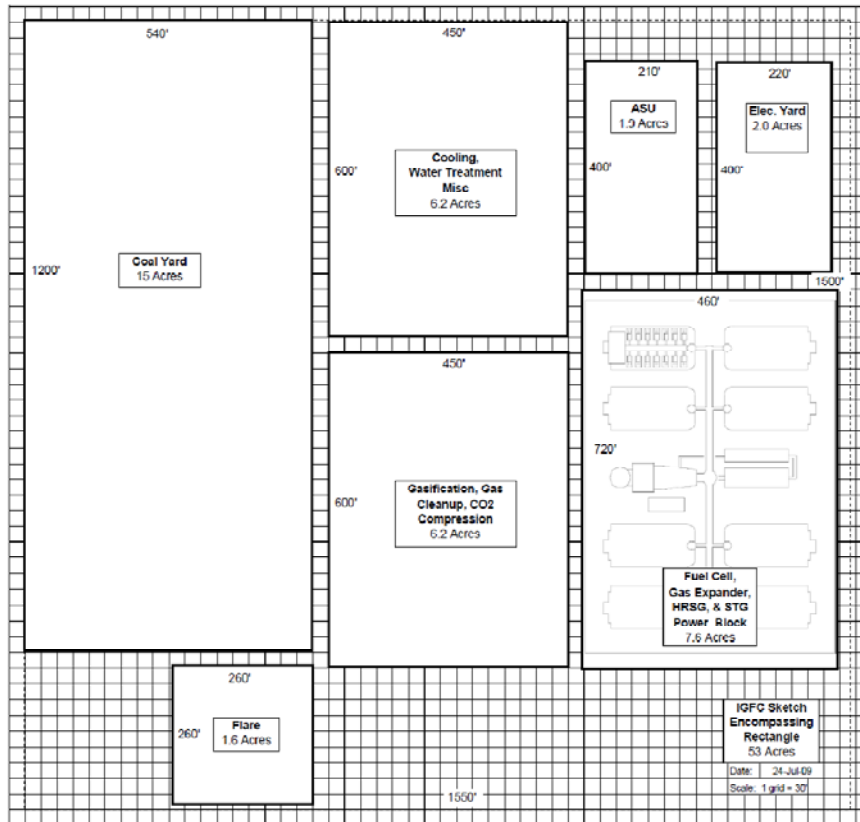 540'
450'
210'
220'
ASU
1.9 Acres
Elec. Yard
2.0 Acres
Cooling,
Water Treatment
Misc
6.2 Acres
600'
400'
400'
Coal Yard
15 Acres
1200'
1500'
460'
450'
720'
Gasification, Gas
Cleanup, CO2
Compression
6.2 Acres
600'
Fuel Cell,
Gas Expander,
HRSG, & STG
Power Block
7.6 Acres
260'
Flare
1.6 Acres
260'
IGFC Sketch
Encompassing
Rectangle
53 Acres
Date: 24-Jul-09
Scale: 1 grid = 30'
1550'